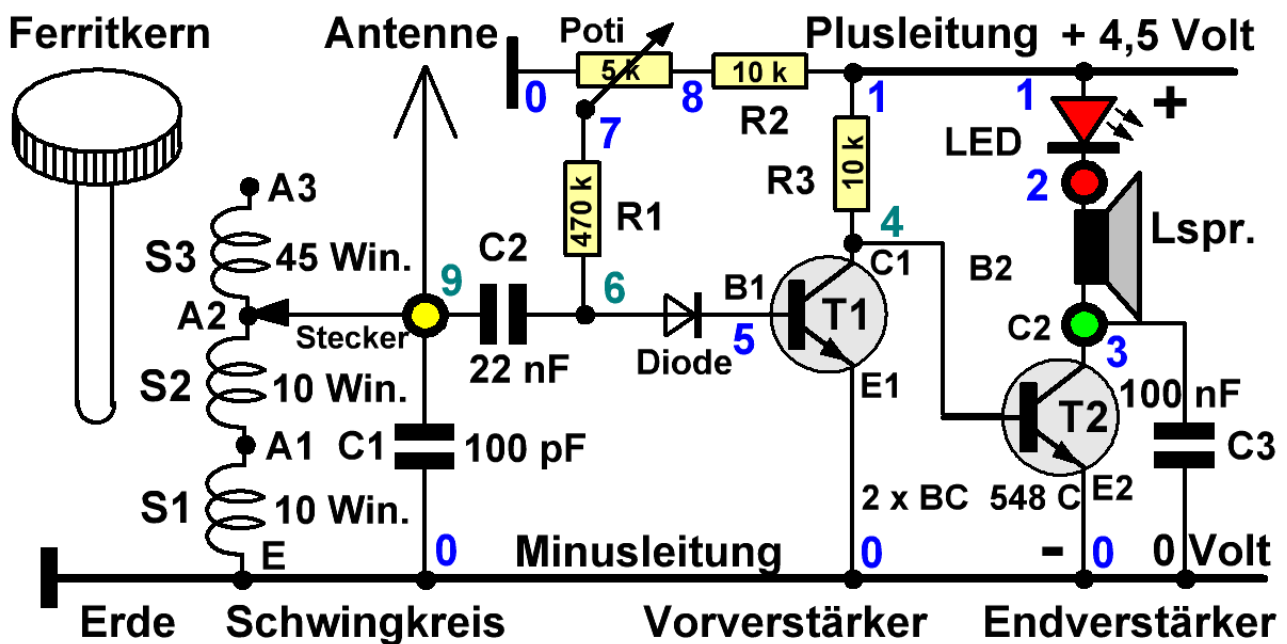 Ferritkern Antenne Poti Plusleitung + 4,5 Volt
5 k 10 k
0 8 1 1 +
7 R2 LED
A3 470 k R1 R3 10 k 2
S3 45 Win. C2 4 Lspr.
9 6 B1 C1 B2
A2 Stecker T1 C2
22 nF Diode 5 3
S2 10 Win. E1 T2 100 nF
A1 C1 100 pF C3
S1 10 Win. 2 x BC 548 C E2
E 0 Minusleitung 0 - 0 0 Volt
Erde Schwingkreis Vorverstärker Endverstärker